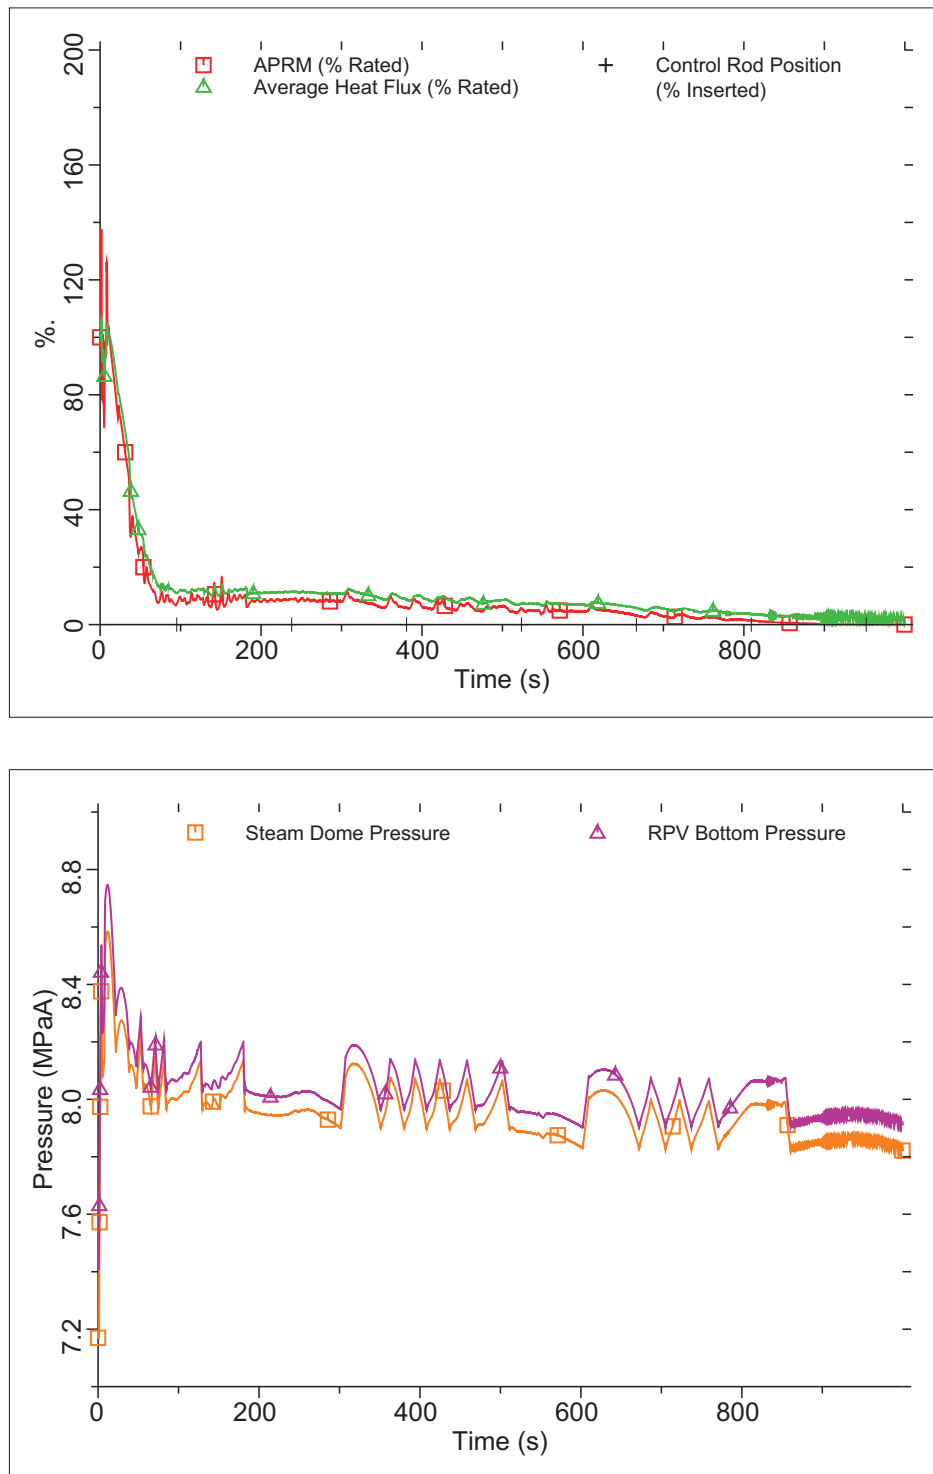 200
160
120
80
40
0
%.
APRM (% Rated)
Average Heat Flux (% Rated)
Control Rod Position
(% Inserted)
0 200 400 600 800
Time (s)
8.8
8.4
8.0
7.6
7.2
Pressure (MPaA)
Steam Dome Pressure
RPV Bottom Pressure
0 200 400 600 800
Time (s)